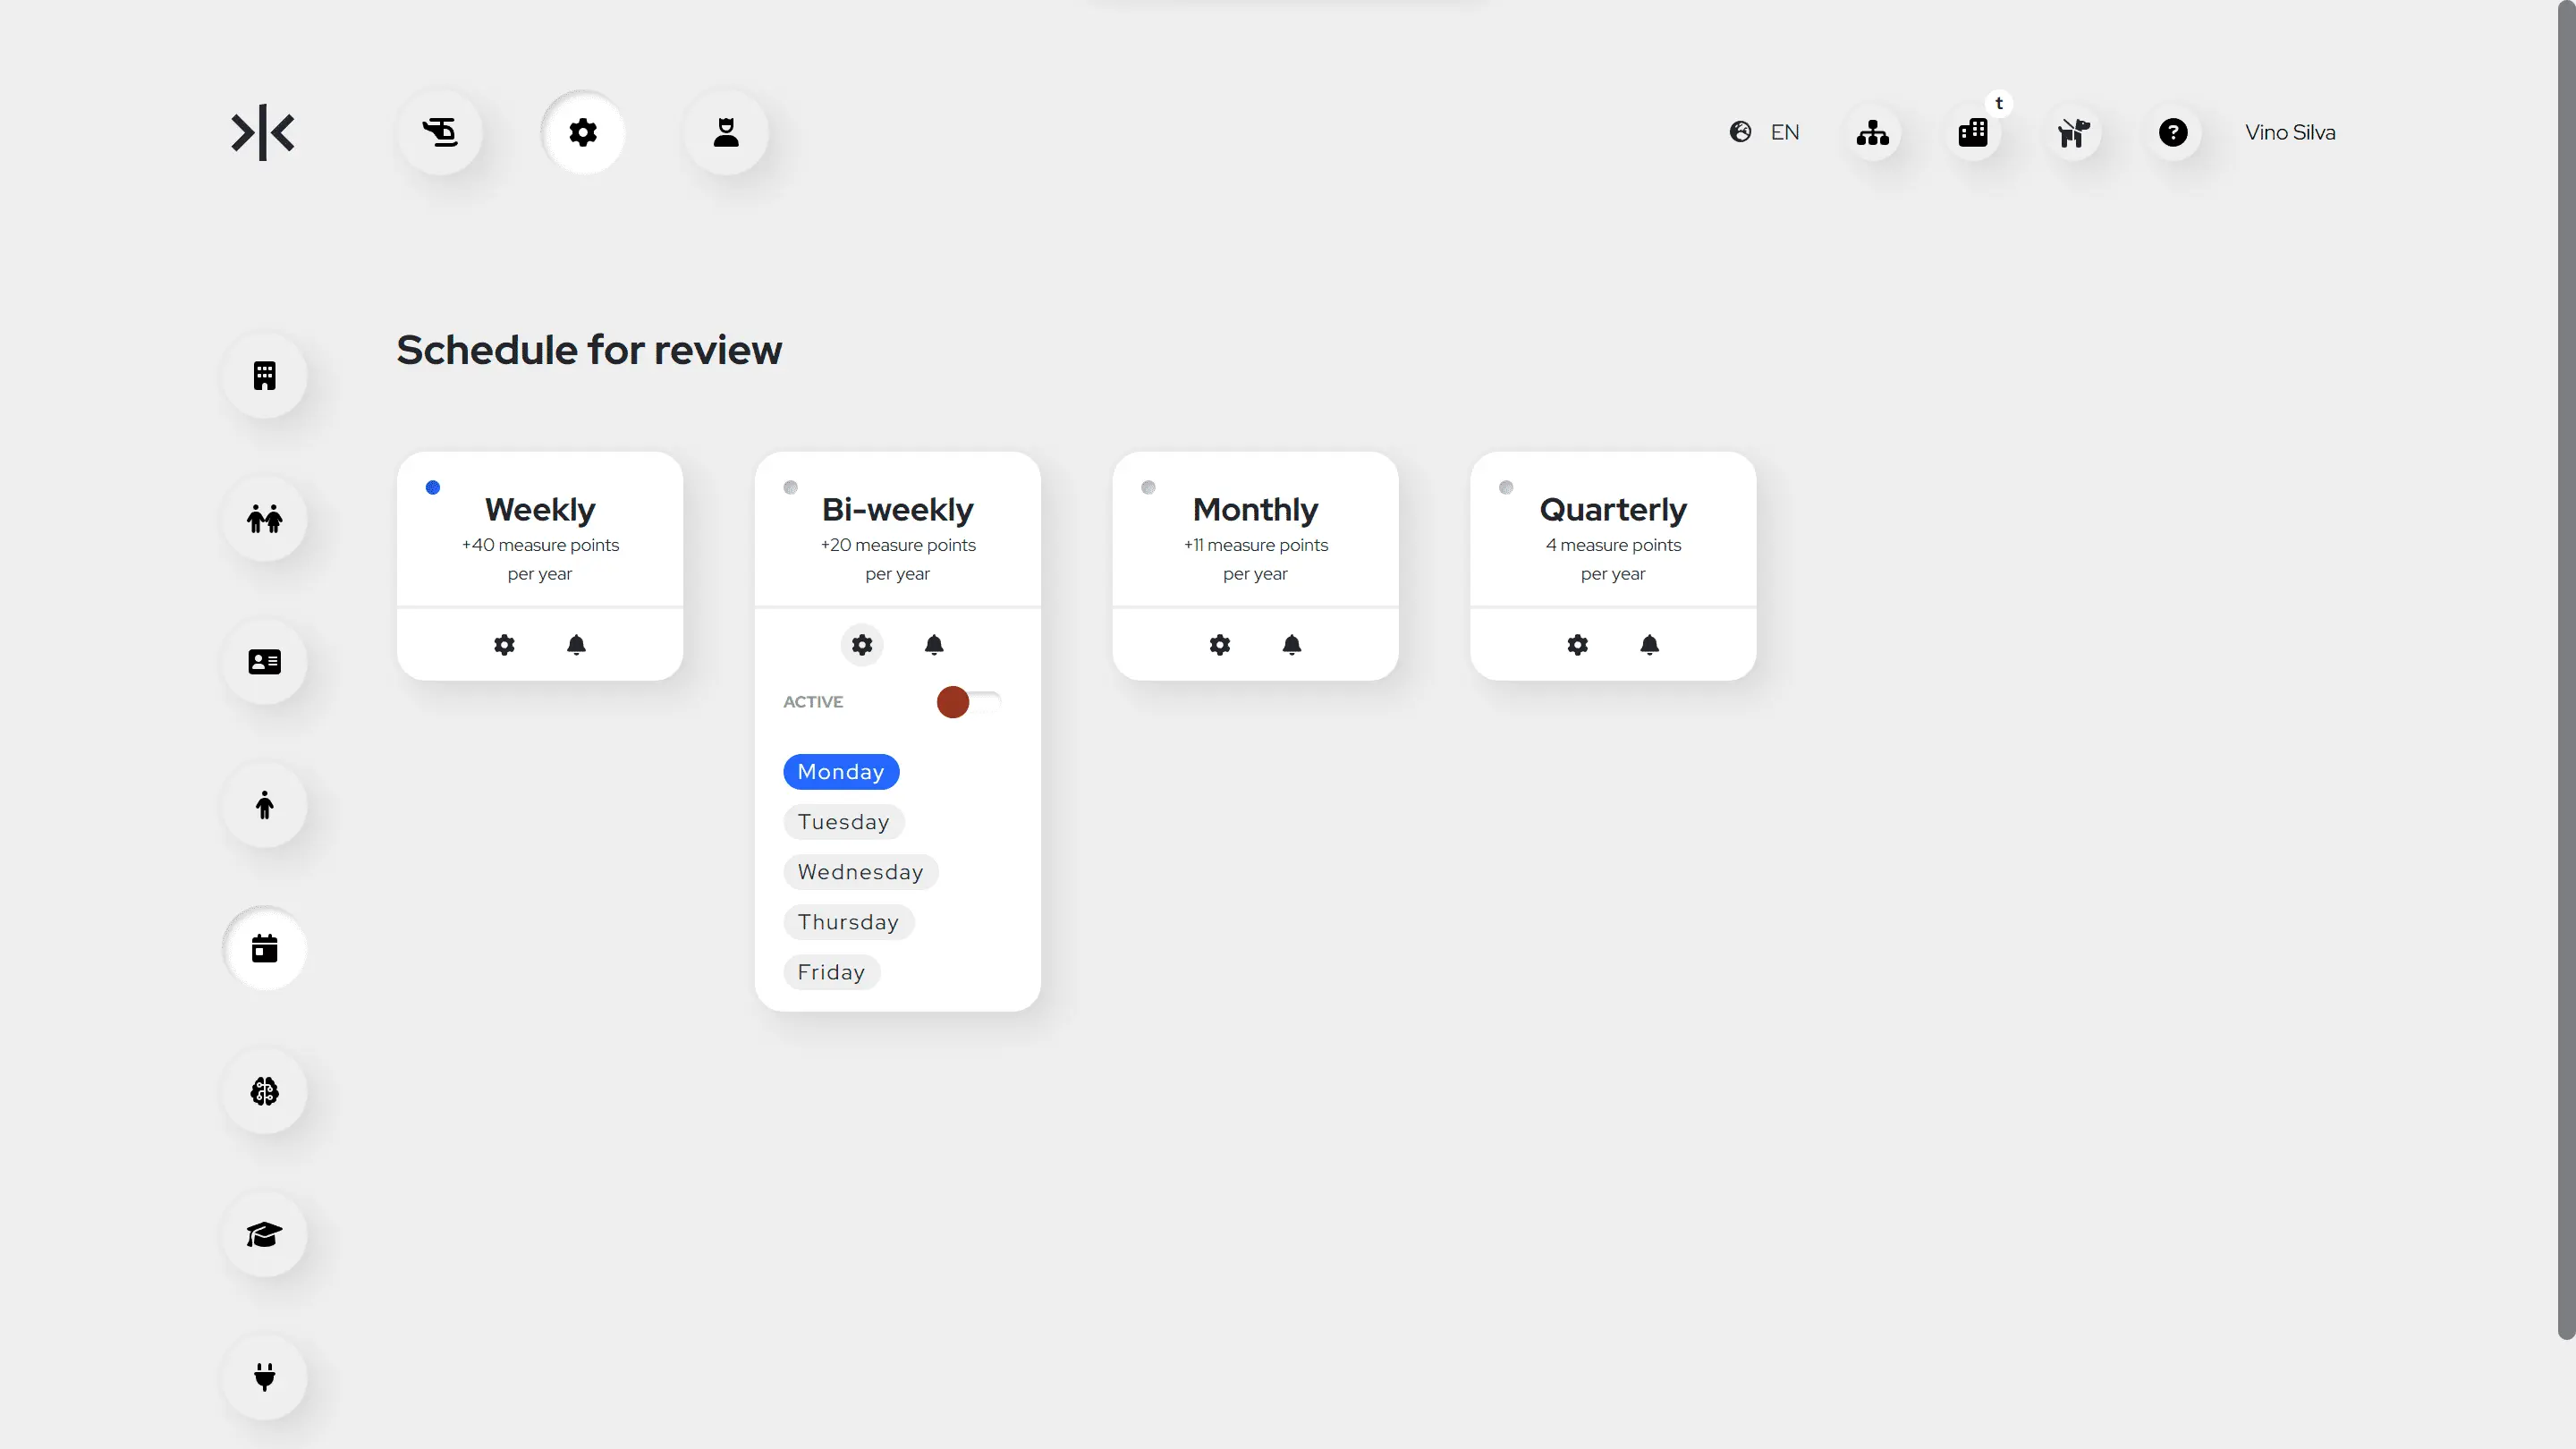 EN
t
Vino Silva
Schedule for review
Weekly
+40 measure points
per year
Bi-weekly
+20 measure points
per year
ACTIVE
Monday
Tuesday
Wednesday
Thursday
Friday
Monthly
+11 measure points
per year
Quarterly
4 measure points
per year